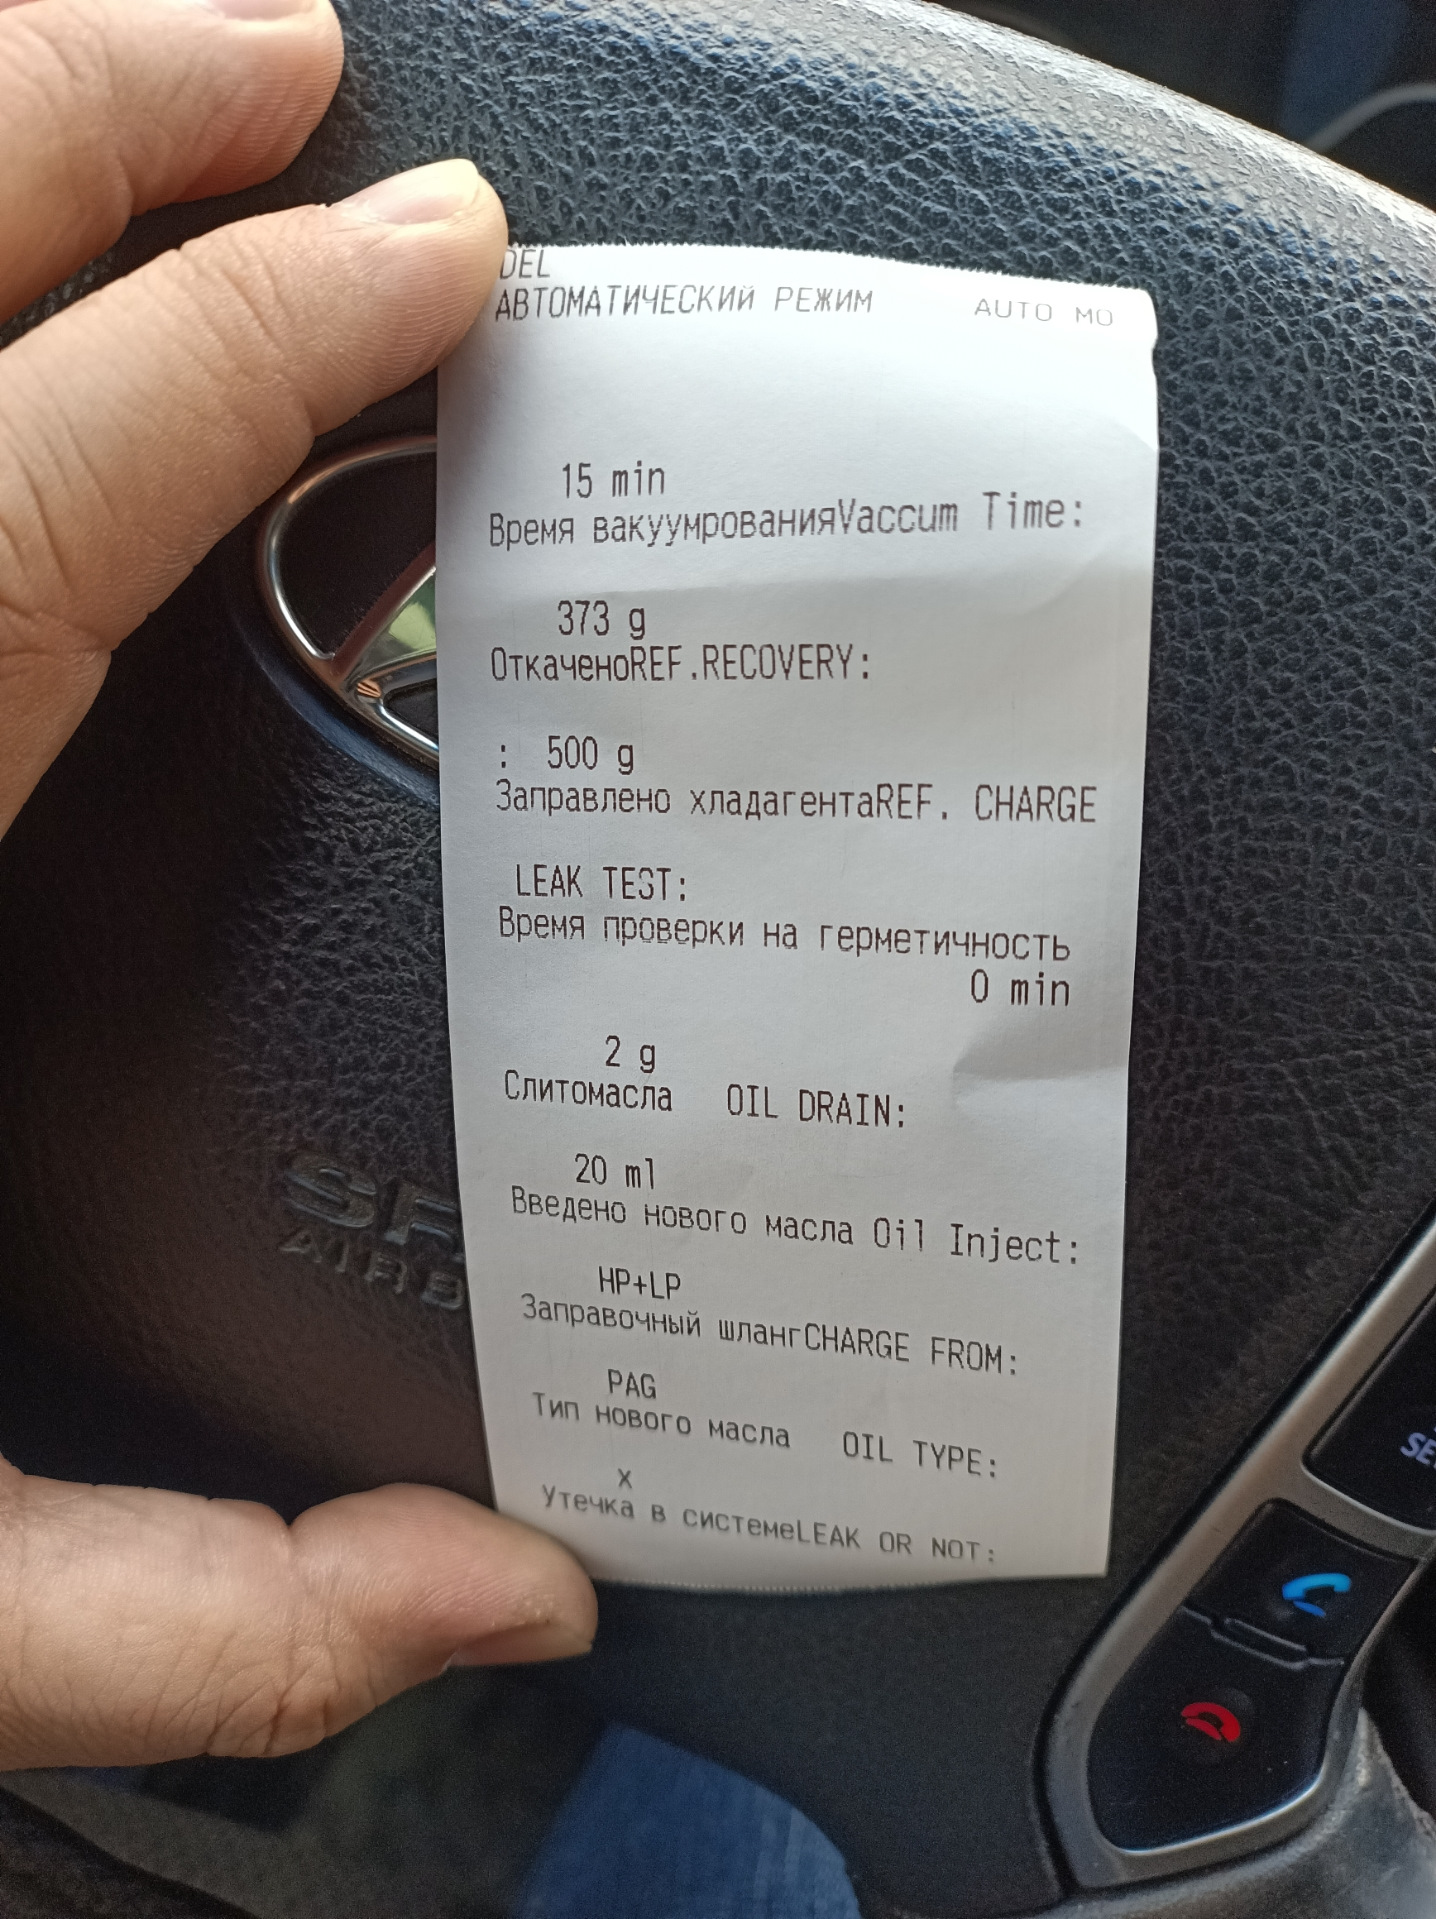 DEL
АВТОМАТИЧЕСКИЙ РЕЖИМ AUTO MO
15 min
Время вакуумрованияVaccum Time:
373 g
ОткаченоREF.RECOVERY:
: 500 g
Заправлено хладагентаREF. CHARGE
LEAK TEST:
Время проверки на герметичность
0 min
2 g
Слитомасла OIL DRAIN:
20 ml
Введено нового масла Oil Inject:
HP+LP
Заправочный шлангCHARGE FROM:
PAG
Тип нового масла OIL TYPE:
X
Утечка в системеLEAK OR NOT: